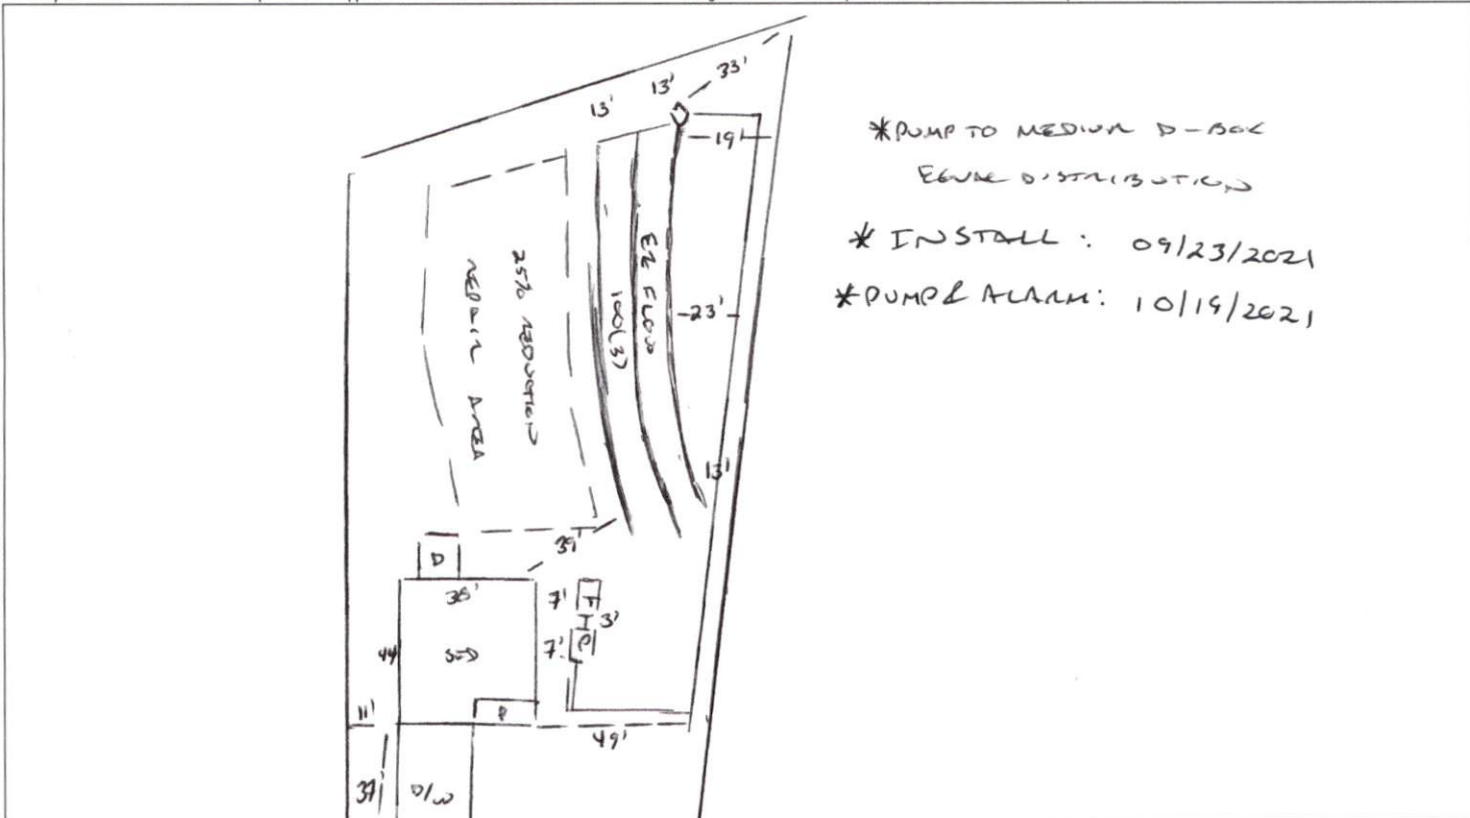 33'
13'
13'
19'
*PUMP TO MEDIUM D-BOX
EQUAL DISTRIBUTION
* INSTALL : 09/23/2021
*PUMP & ALARM: 10/19/2021
25% REDUCTION
REPAIR AREA
EZ FLOW
100(3)
23'
13'
39'
D
36'
7'
T
3'
7'
P
44
SFD
P
11'
49'
37'
D/W